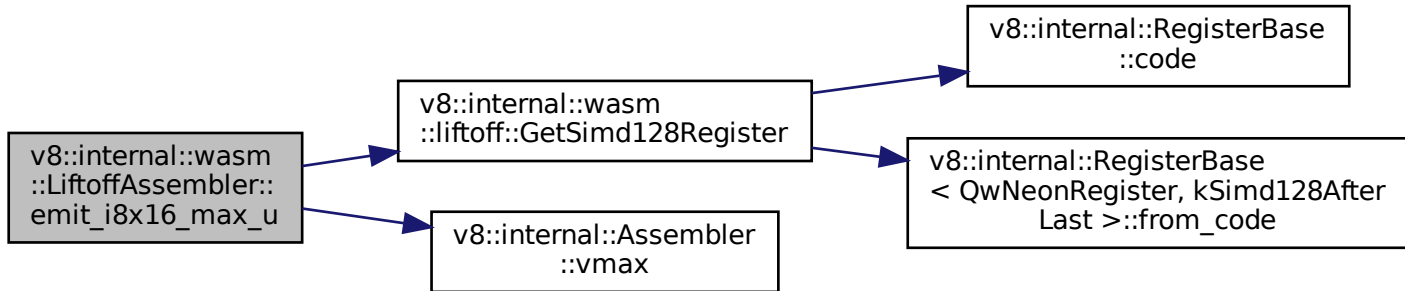 v8::internal::wasm
::LiftoffAssembler::
emit_i8x16_max_u
v8::internal::wasm
::liftoff::GetSimd128Register
v8::internal::Assembler
::vmax
v8::internal::RegisterBase
::code
v8::internal::RegisterBase
< QwNeonRegister, kSimd128After
Last >::from_code